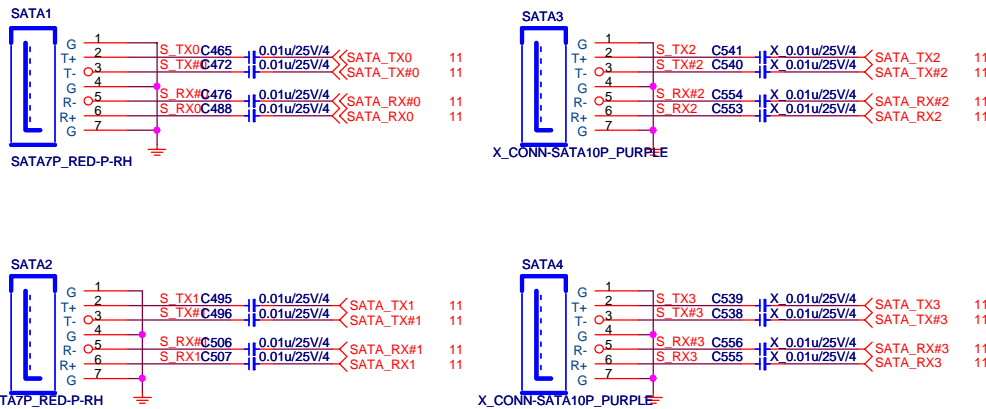 SATA1
G 1
T+ 2 S_TX0 C465 0.01u/25V/4 SATA_TX0 11
T- 3 S_TX#0 C472 0.01u/25V/4 SATA_TX#0 11
G 4
R- 5 S_RX#0 C476 0.01u/25V/4 SATA_RX#0 11
R+ 6 S_RX0 C488 0.01u/25V/4 SATA_RX0 11
G 7
SATA7P_RED-P-RH
SATA3
G 1
T+ 2 S_TX2 C541 X_0.01u/25V/4 SATA_TX2 11
T- 3 S_TX#2 C540 X_0.01u/25V/4 SATA_TX#2 11
G 4
R- 5 S_RX#2 C554 X_0.01u/25V/4 SATA_RX#2 11
R+ 6 S_RX2 C553 X_0.01u/25V/4 SATA_RX2 11
G 7
X_CONN-SATA10P_PURPLE
SATA2
G 1
T+ 2 S_TX1 C495 0.01u/25V/4 SATA_TX1 11
T- 3 S_TX#1 C496 0.01u/25V/4 SATA_TX#1 11
G 4
R- 5 S_RX#1 C506 0.01u/25V/4 SATA_RX#1 11
R+ 6 S_RX1 C507 0.01u/25V/4 SATA_RX1 11
G 7
TA7P_RED-P-RH
SATA4
G 1
T+ 2 S_TX3 C539 X_0.01u/25V/4 SATA_TX3 11
T- 3 S_TX#3 C538 X_0.01u/25V/4 SATA_TX#3 11
G 4
R- 5 S_RX#3 C556 X_0.01u/25V/4 SATA_RX#3 11
R+ 6 S_RX3 C555 X_0.01u/25V/4 SATA_RX3 11
G 7
X_CONN-SATA10P_PURPLE